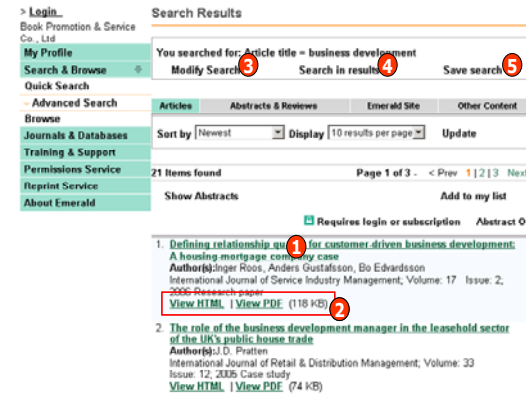 > Login
Search Results
Book Promotion & Service
Co., Ltd
My Profile
Search & Browse
Quick Search
– Advanced Search
Browse
Journals & Databases
Training & Support
Permissions Service
Reprint Service
About Emerald
You searched for: Article title = business development
Modify Search 3 Search in results 4 Save search 5
Articles Abstracts & Reviews Emerald Site Other Content
Sort by Newest Display 10 results per page Update
21 Items found Page 1 of 3 - < Prev 1 | 2 | 3 Next
Show Abstracts Add to my list
Requires login or subscription Abstract O
1. Defining relationship 1 for customer-driven business development:
A housing-mortgage company case
Author(s):Inger Roos, Anders Gustafsson, Bo Edvardsson
International Journal of Service Industry Management; Volume: 17 Issue: 2;
2006 Research paper
View HTML | View PDF (118 KB) 2
2. The role of the business development manager in the leasehold sector
of the UK's public house trade
Author(s):J.D. Pratten
International Journal of Retail & Distribution Management; Volume: 33
Issue: 12; 2005 Case study
View HTML | View PDF (74 KB)